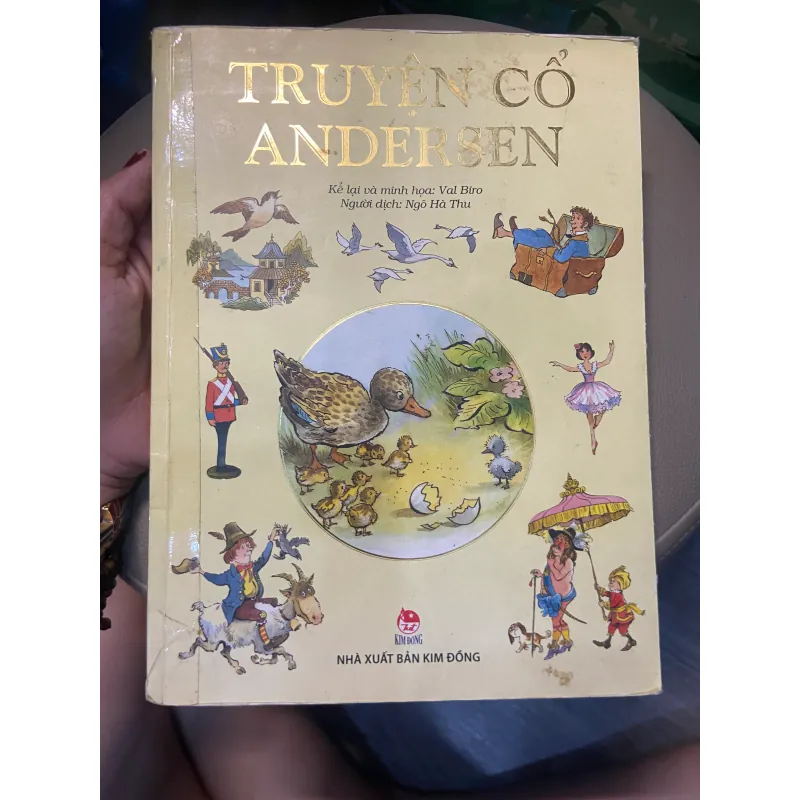 TRUYỆN CỔ
ANDERSEN
Kể lại và minh họa: Val Biro
Người dịch: Ngô Hà Thu
KIM ĐỒNG
NHÀ XUẤT BẢN KIM ĐỒNG